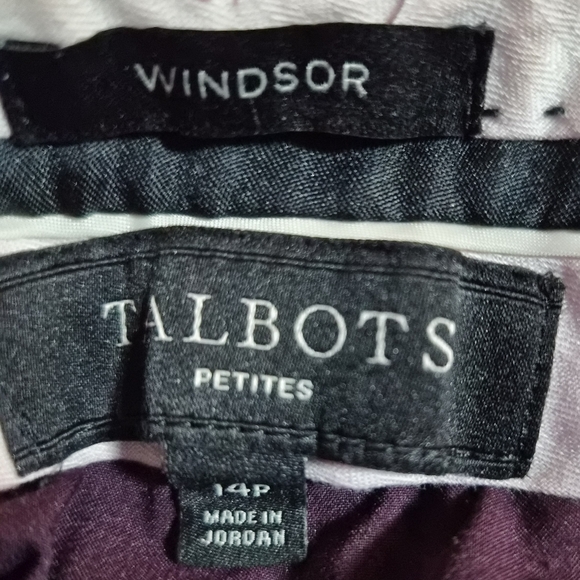 WINDSOR
TALBOTS
PETITES
14P
MADE IN
JORDAN